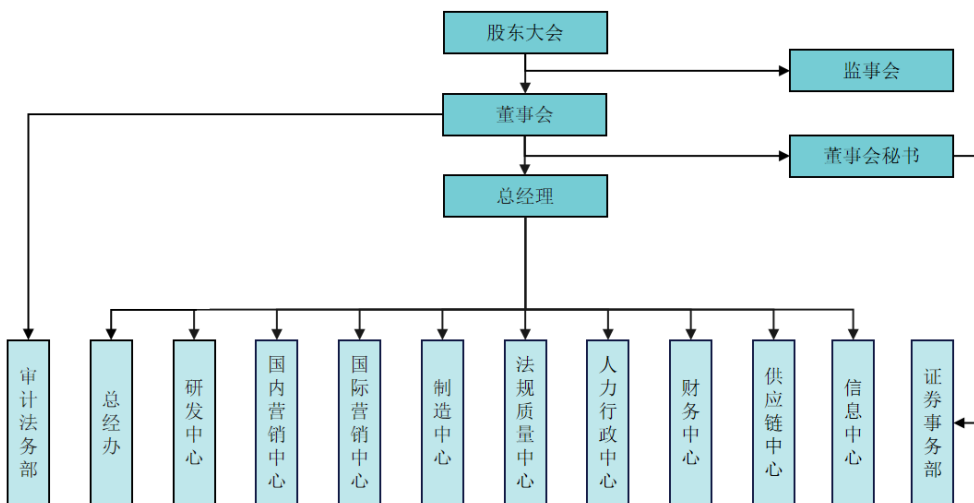 股东大会
监事会
董事会
董事会秘书
总经理
审计法务部
总经办
研发中心
国内营销中心
国际营销中心
制造中心
法规质量中心
人力行政中心
财务中心
供应链中心
信息中心
证券事务部